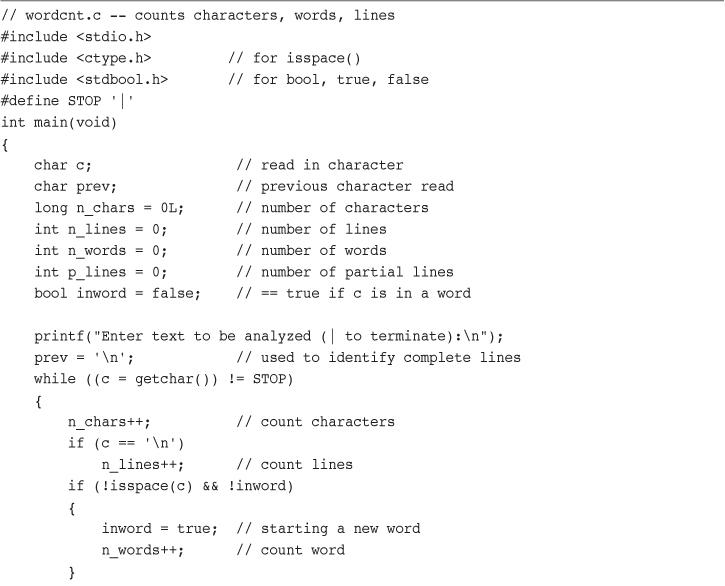 // wordcnt.c -- counts characters, words, lines
#include <stdio.h>
#include <ctype.h>         // for isspace()
#include <stdbool.h>       // for bool, true, false
#define STOP '|'
int main(void)
{
    char c;                 // read in character
    char prev;              // previous character read
    long n_chars = 0L;      // number of characters
    int n_lines = 0;        // number of lines
    int n_words = 0;        // number of words
    int p_lines = 0;        // number of partial lines
    bool inword = false;    // == true if c is in a word

    printf("Enter text to be analyzed (| to terminate):\n");
    prev = '\n';            // used to identify complete lines
    while ((c = getchar()) != STOP)
    {
        n_chars++;          // count characters
        if (c == '\n')
            n_lines++;      // count lines
        if (!isspace(c) && !inword)
        {
            inword = true;  // starting a new word
            n_words++;      // count word
        }